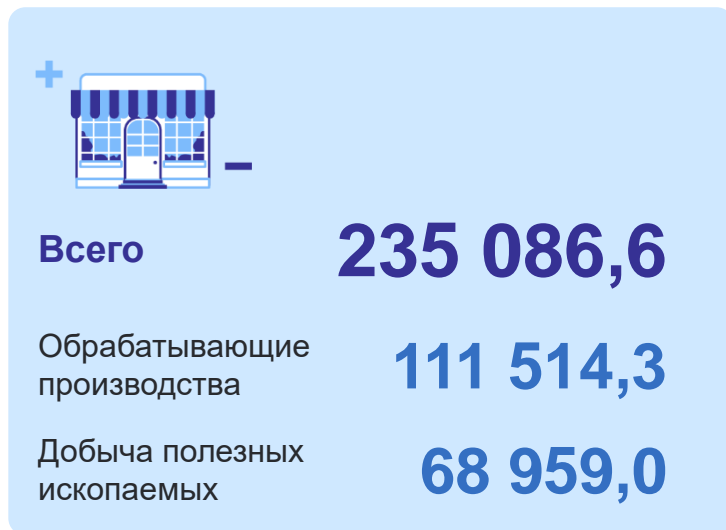 Всего 235 086,6
Обрабатывающие
производства 111 514,3
Добыча полезных
ископаемых 68 959,0